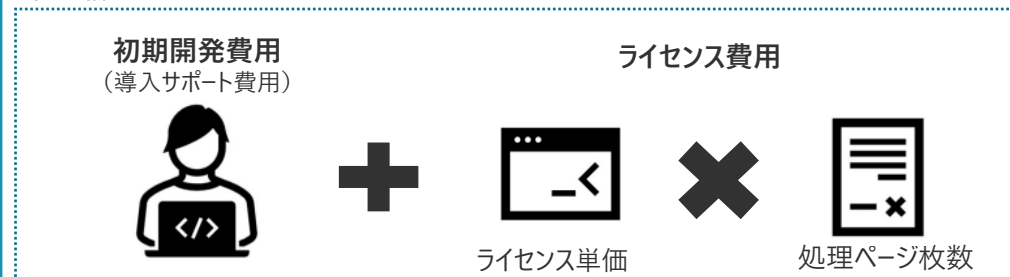 初期開発費用
（導入サポート費用）
ライセンス費用
</>
ライセンス単価
処理ページ枚数